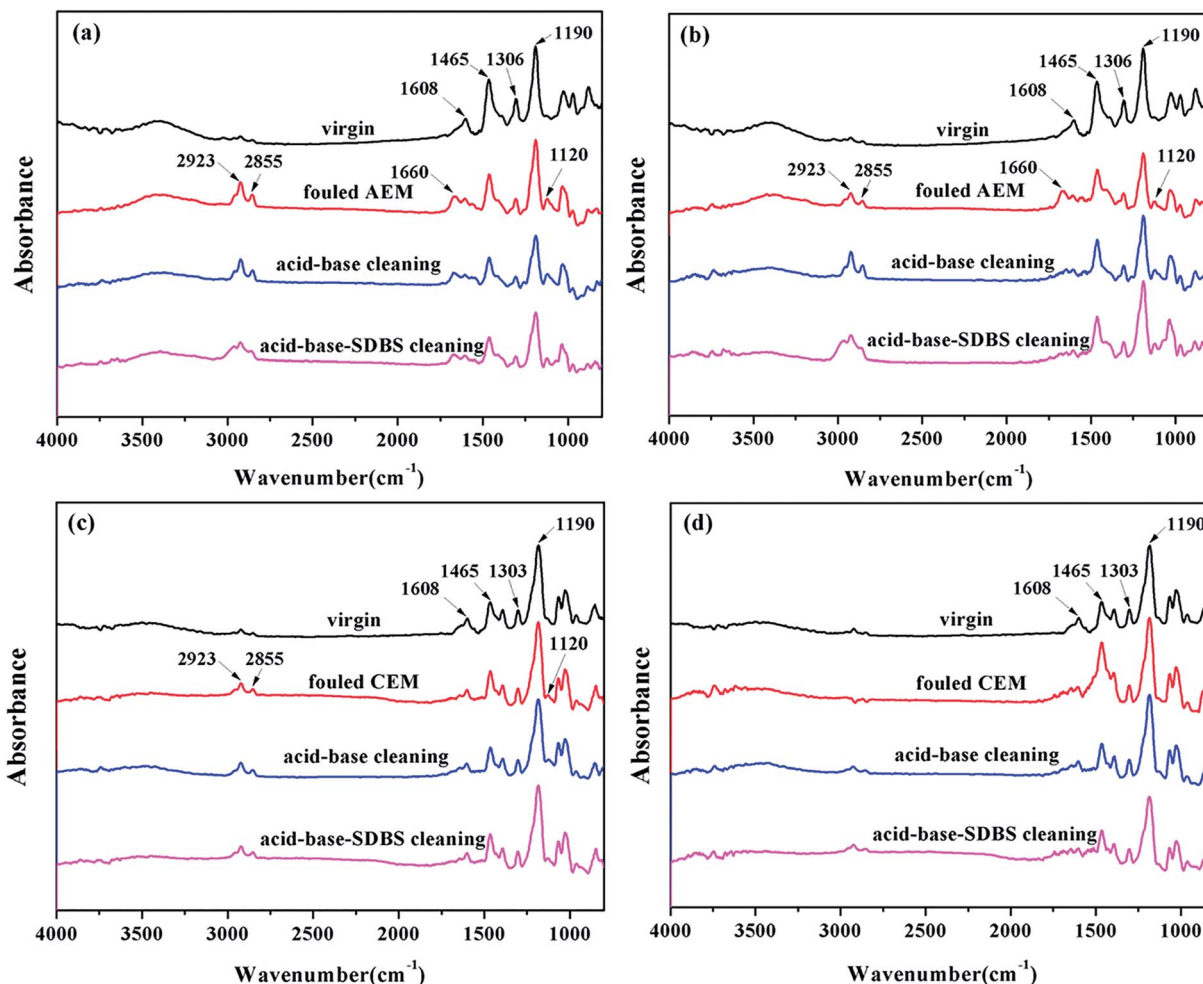 (a)
1190
1465
1306
1608
virgin
2923
2855
fouled AEM
1660
1120
acid-base cleaning
acid-base-SDBS cleaning
Absorbance
4000 3500 3000 2500 2000 1500 1000
Wavenumber(cm⁻¹)
(b)
1190
1465
1306
1608
virgin
2923
2855
fouled AEM
1660
1120
acid-base cleaning
acid-base-SDBS cleaning
Absorbance
4000 3500 3000 2500 2000 1500 1000
Wavenumber(cm⁻¹)
(c)
1190
1465
1303
1608
virgin
2923
2855
fouled CEM
1120
acid-base cleaning
acid-base-SDBS cleaning
Absorbance
4000 3500 3000 2500 2000 1500 1000
Wavenumber(cm⁻¹)
(d)
1190
1465
1303
1608
virgin
fouled CEM
acid-base cleaning
acid-base-SDBS cleaning
Absorbance
4000 3500 3000 2500 2000 1500 1000
Wavenumber(cm⁻¹)